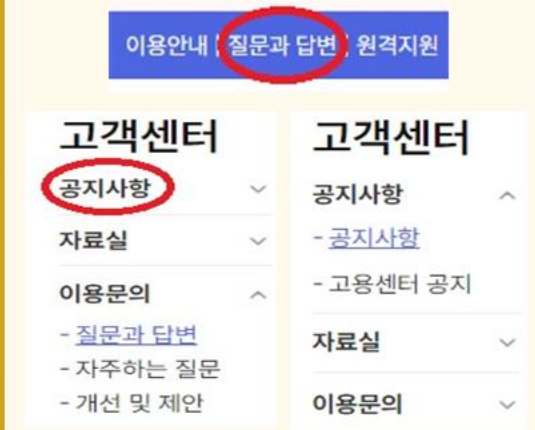 이용안내 | 질문과 답변 | 원격지원
고객센터
공지사항
자료실
이용문의
- 질문과 답변
- 자주하는 질문
- 개선 및 제안
고객센터
공지사항
- 공지사항
- 고용센터 공지
자료실
이용문의